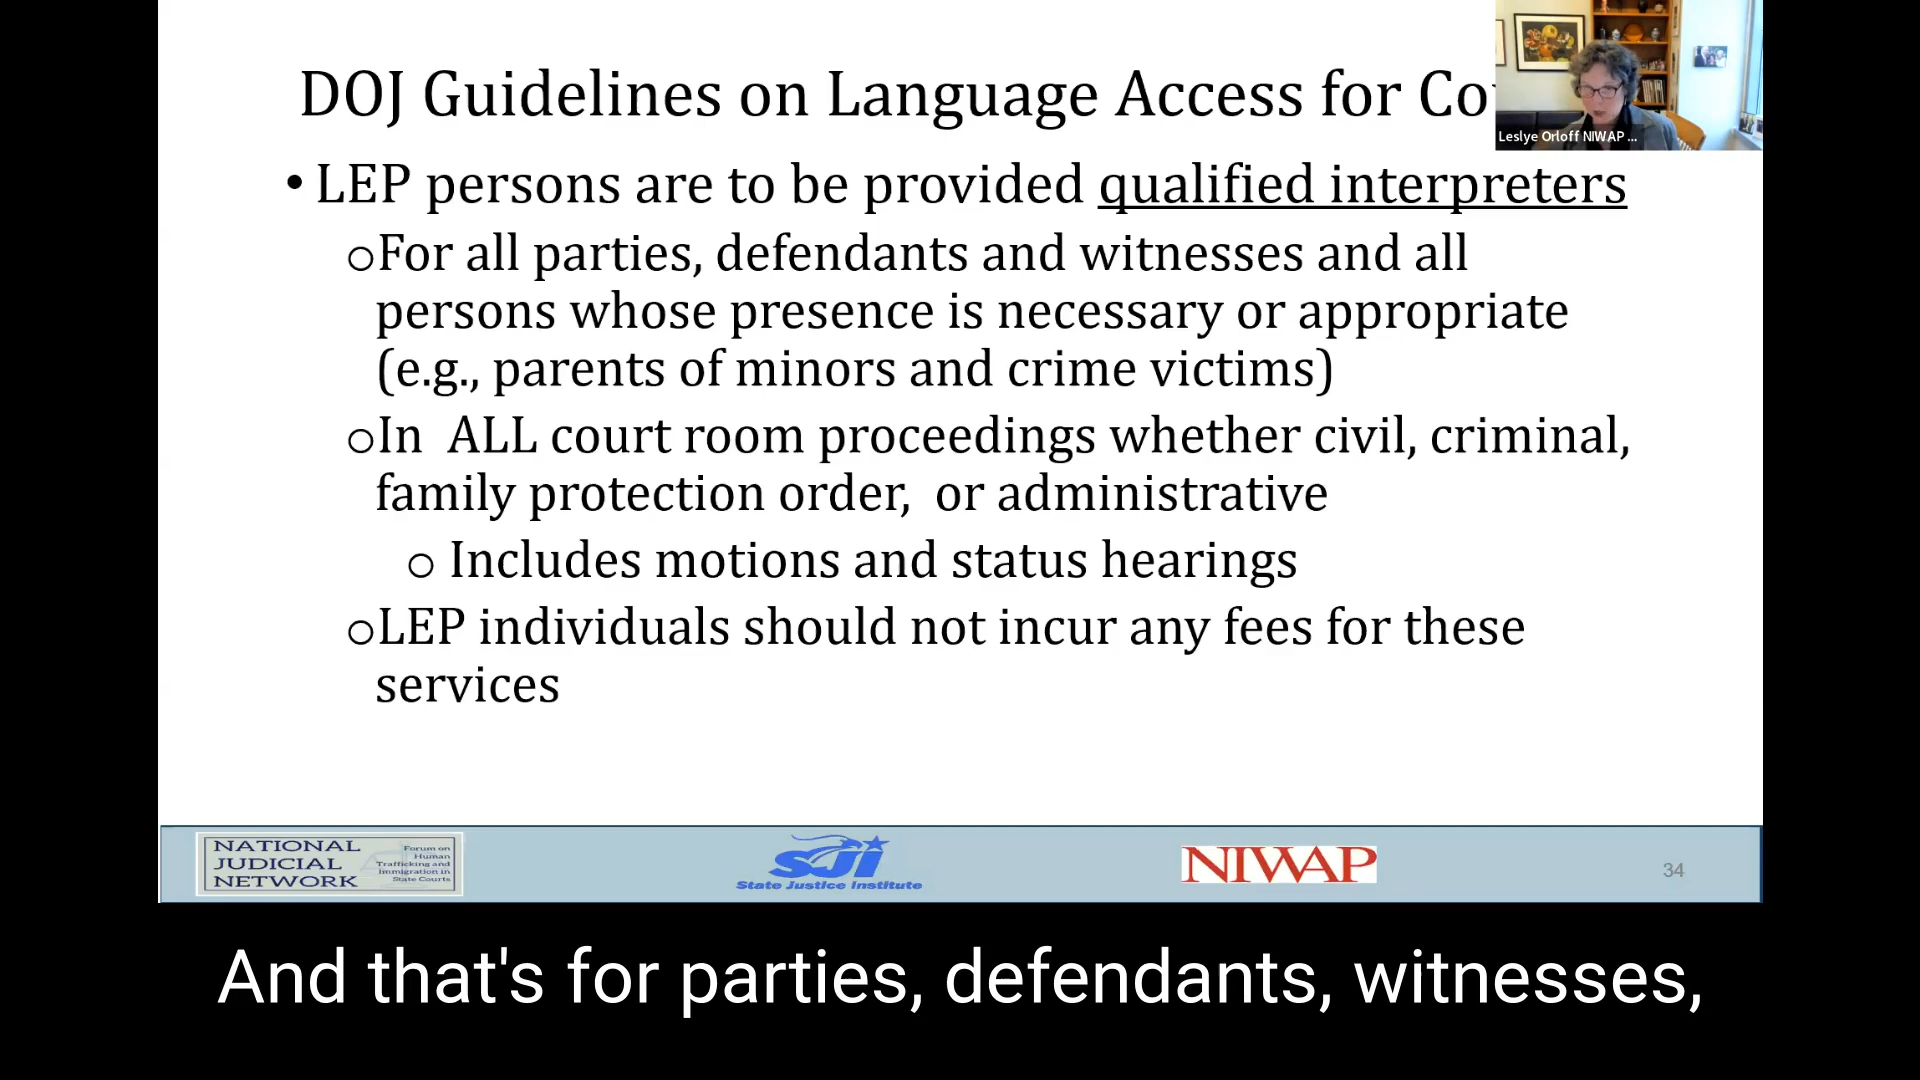 DOJ Guidelines on Language Access for Co
Leslye Orloff NIWAP ...
• LEP persons are to be provided qualified interpreters
oFor all parties, defendants and witnesses and all
persons whose presence is necessary or appropriate
(e.g., parents of minors and crime victims)
oIn ALL court room proceedings whether civil, criminal,
family protection order, or administrative
o Includes motions and status hearings
oLEP individuals should not incur any fees for these
services
NATIONAL
JUDICIAL
NETWORK
Forum on
Human
Trafficking and
Immigration in
State Courts
SJI
State Justice Institute
NIWAP
34
And that's for parties, defendants, witnesses,